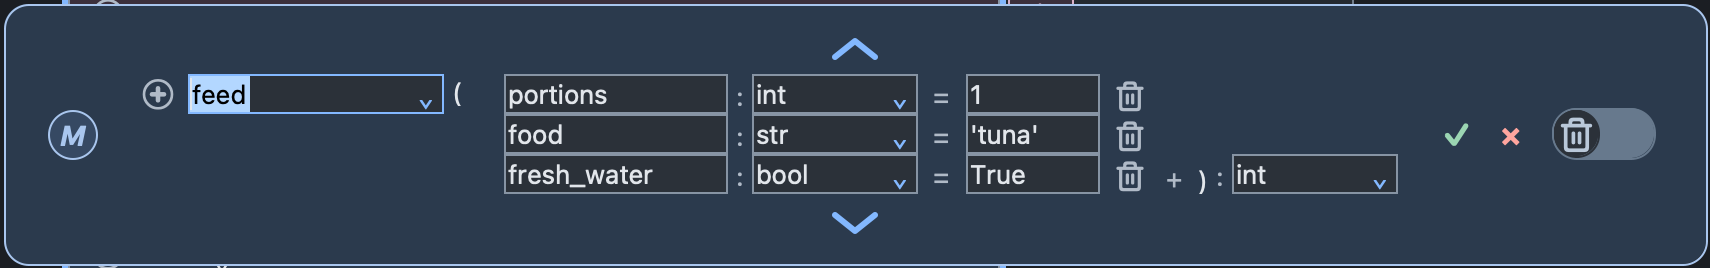 feed ( portions : int = 1
food : str = 'tuna'
M
fresh_water : bool = True + ) : int